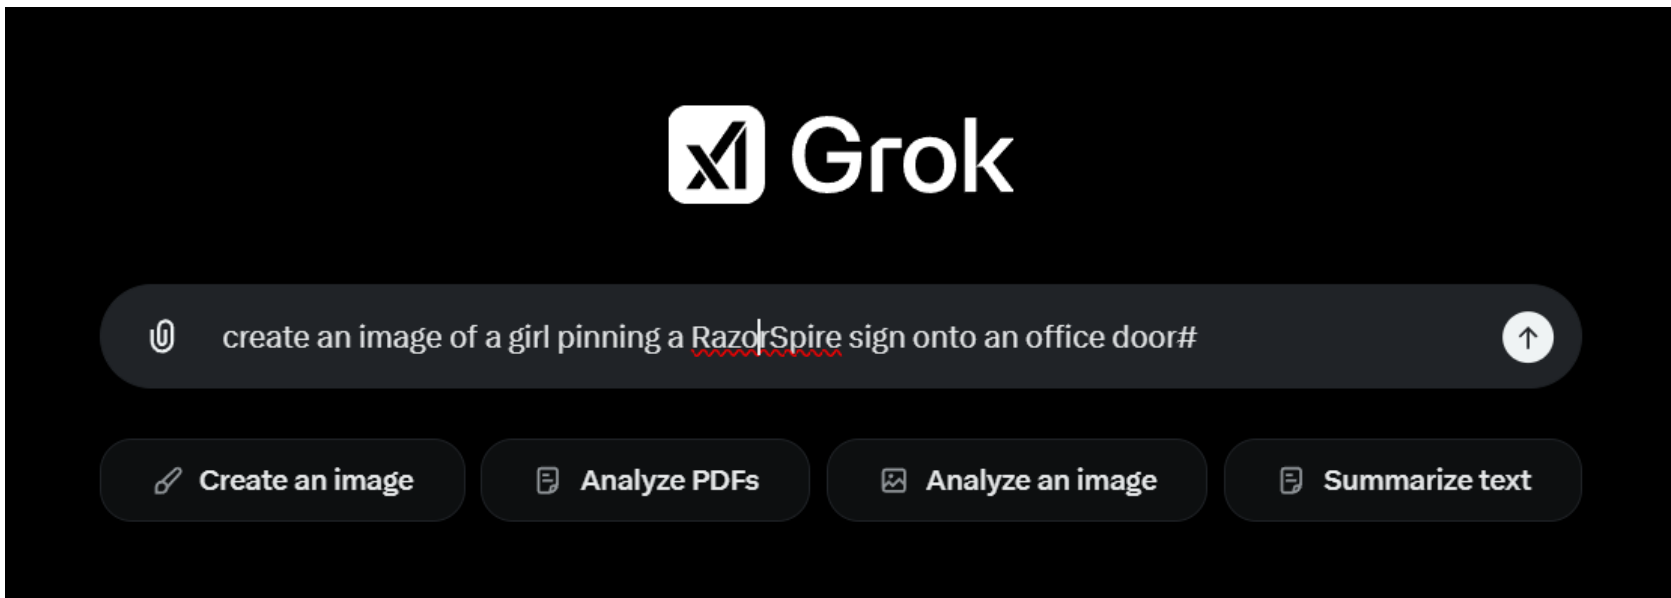 xI Grok
create an image of a girl pinning a RazorSpire sign onto an office door#
Create an image
Analyze PDFs
Analyze an image
Summarize text